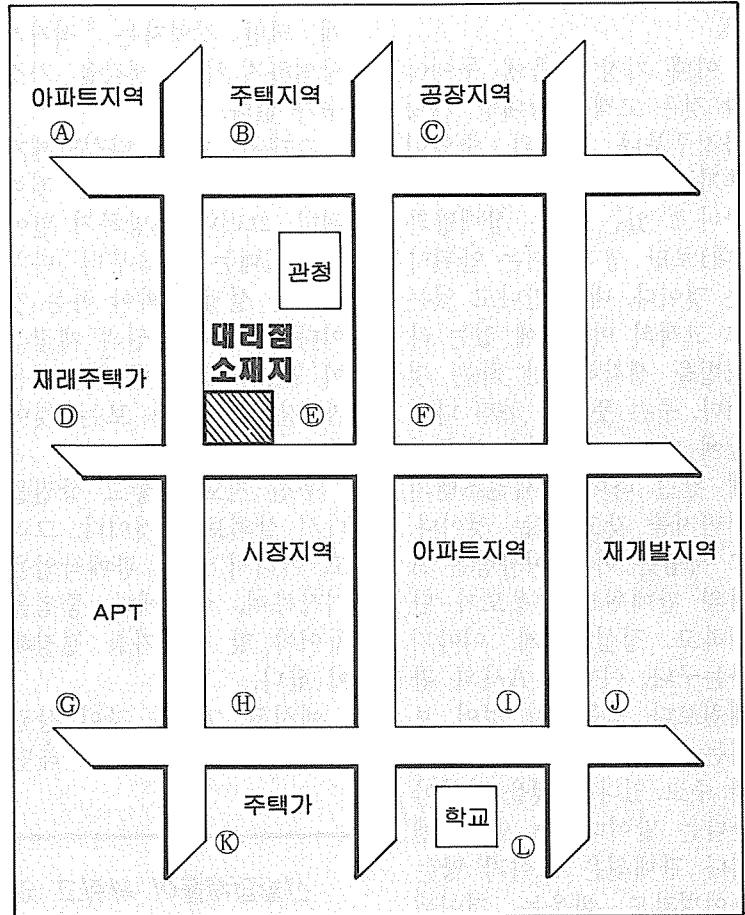 아파트지역
Ⓐ
주택지역
Ⓑ
공장지역
Ⓒ
관청
대리점
소재지
재래주택가
Ⓓ
Ⓔ
Ⓕ
시장지역
아파트지역
재개발지역
APT
Ⓖ
Ⓗ
Ⓘ
Ⓙ
주택가
Ⓚ
학교
Ⓛ